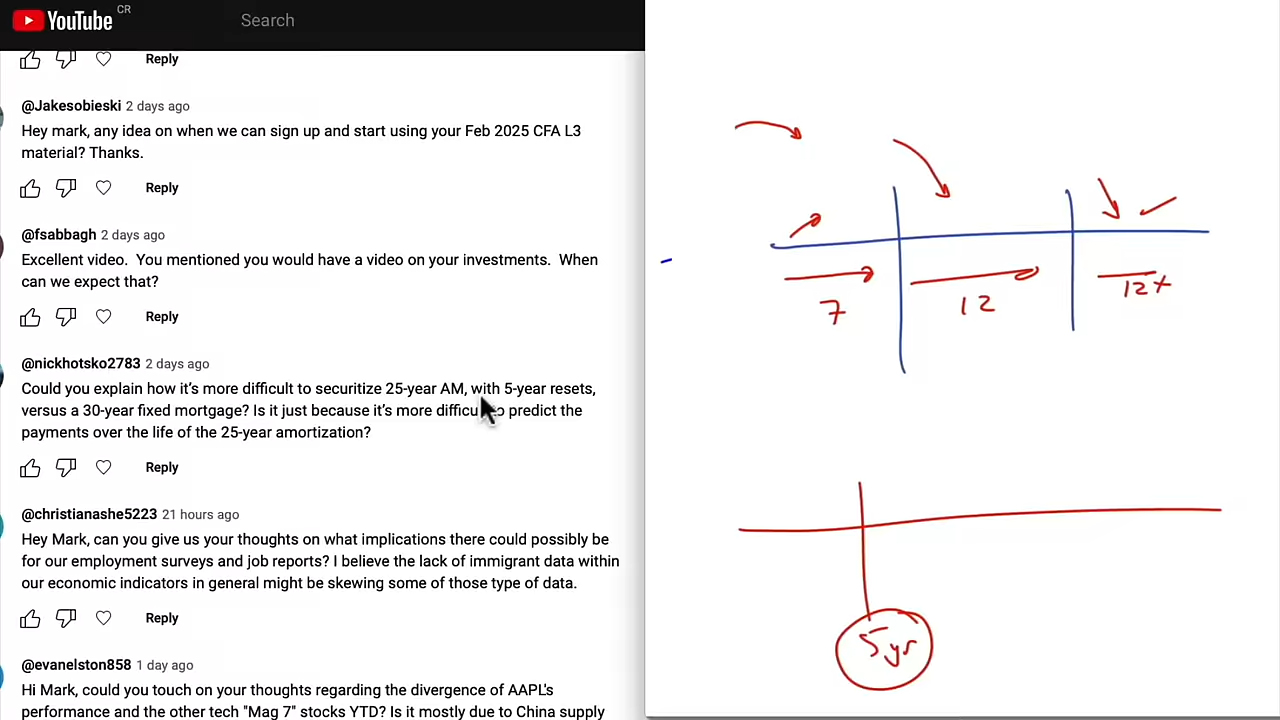 YouTube CR
Search
Reply
@Jakesobieski 2 days ago
Hey mark, any idea on when we can sign up and start using your Feb 2025 CFA L3
material? Thanks.
Reply
@fsabbagh 2 days ago
Excellent video. You mentioned you would have a video on your investments. When
can we expect that?
Reply
@nickhotsko2783 2 days ago
Could you explain how it's more difficult to securitize 25-year AM, with 5-year resets,
versus a 30-year fixed mortgage? Is it just because it's more difficu o predict the
payments over the life of the 25-year amortization?
Reply
@christianashe5223 21 hours ago
Hey Mark, can you give us your thoughts on what implications there could possibly be
for our employment surveys and job reports? I believe the lack of immigrant data within
our economic indicators in general might be skewing some of those type of data.
Reply
@evanelston858 1 day ago
Hi Mark, could you touch on your thoughts regarding the divergence of AAPL's
performance and the other tech "Mag 7" stocks YTD? Is it mostly due to China supply
7 12 12+
5 yr